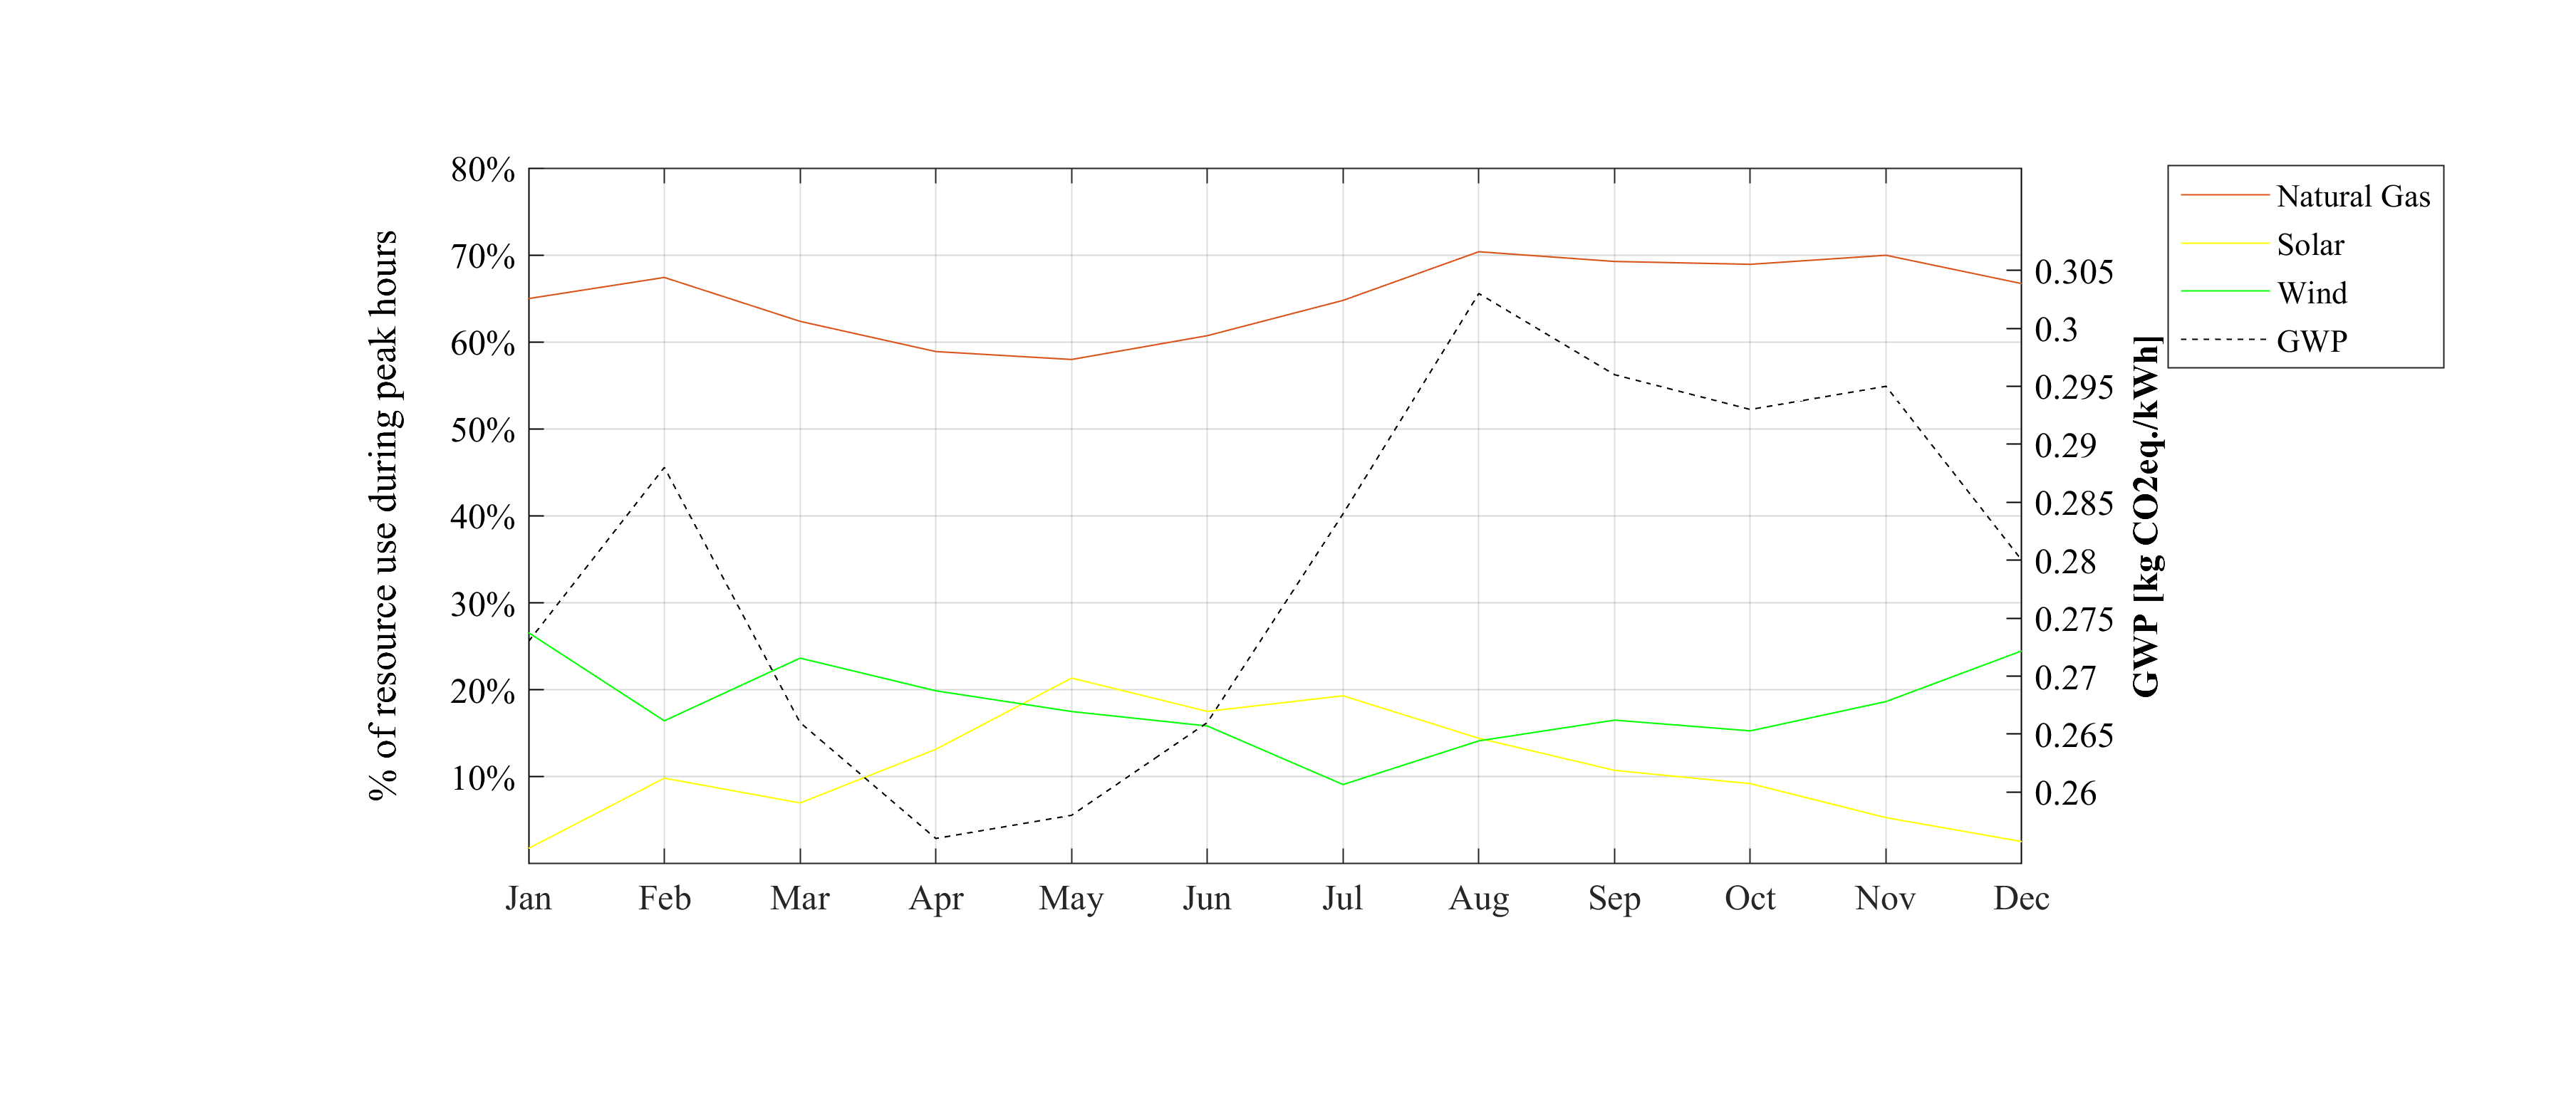 80%
70%
60%
50%
40%
30%
20%
10%
% of resource use during peak hours
Jan Feb Mar Apr May Jun Jul Aug Sep Oct Nov Dec
0.305
0.3
0.295
0.29
0.285
0.28
0.275
0.27
0.265
0.26
GWP [kg CO2eq./kWh]
Natural Gas
Solar
Wind
GWP